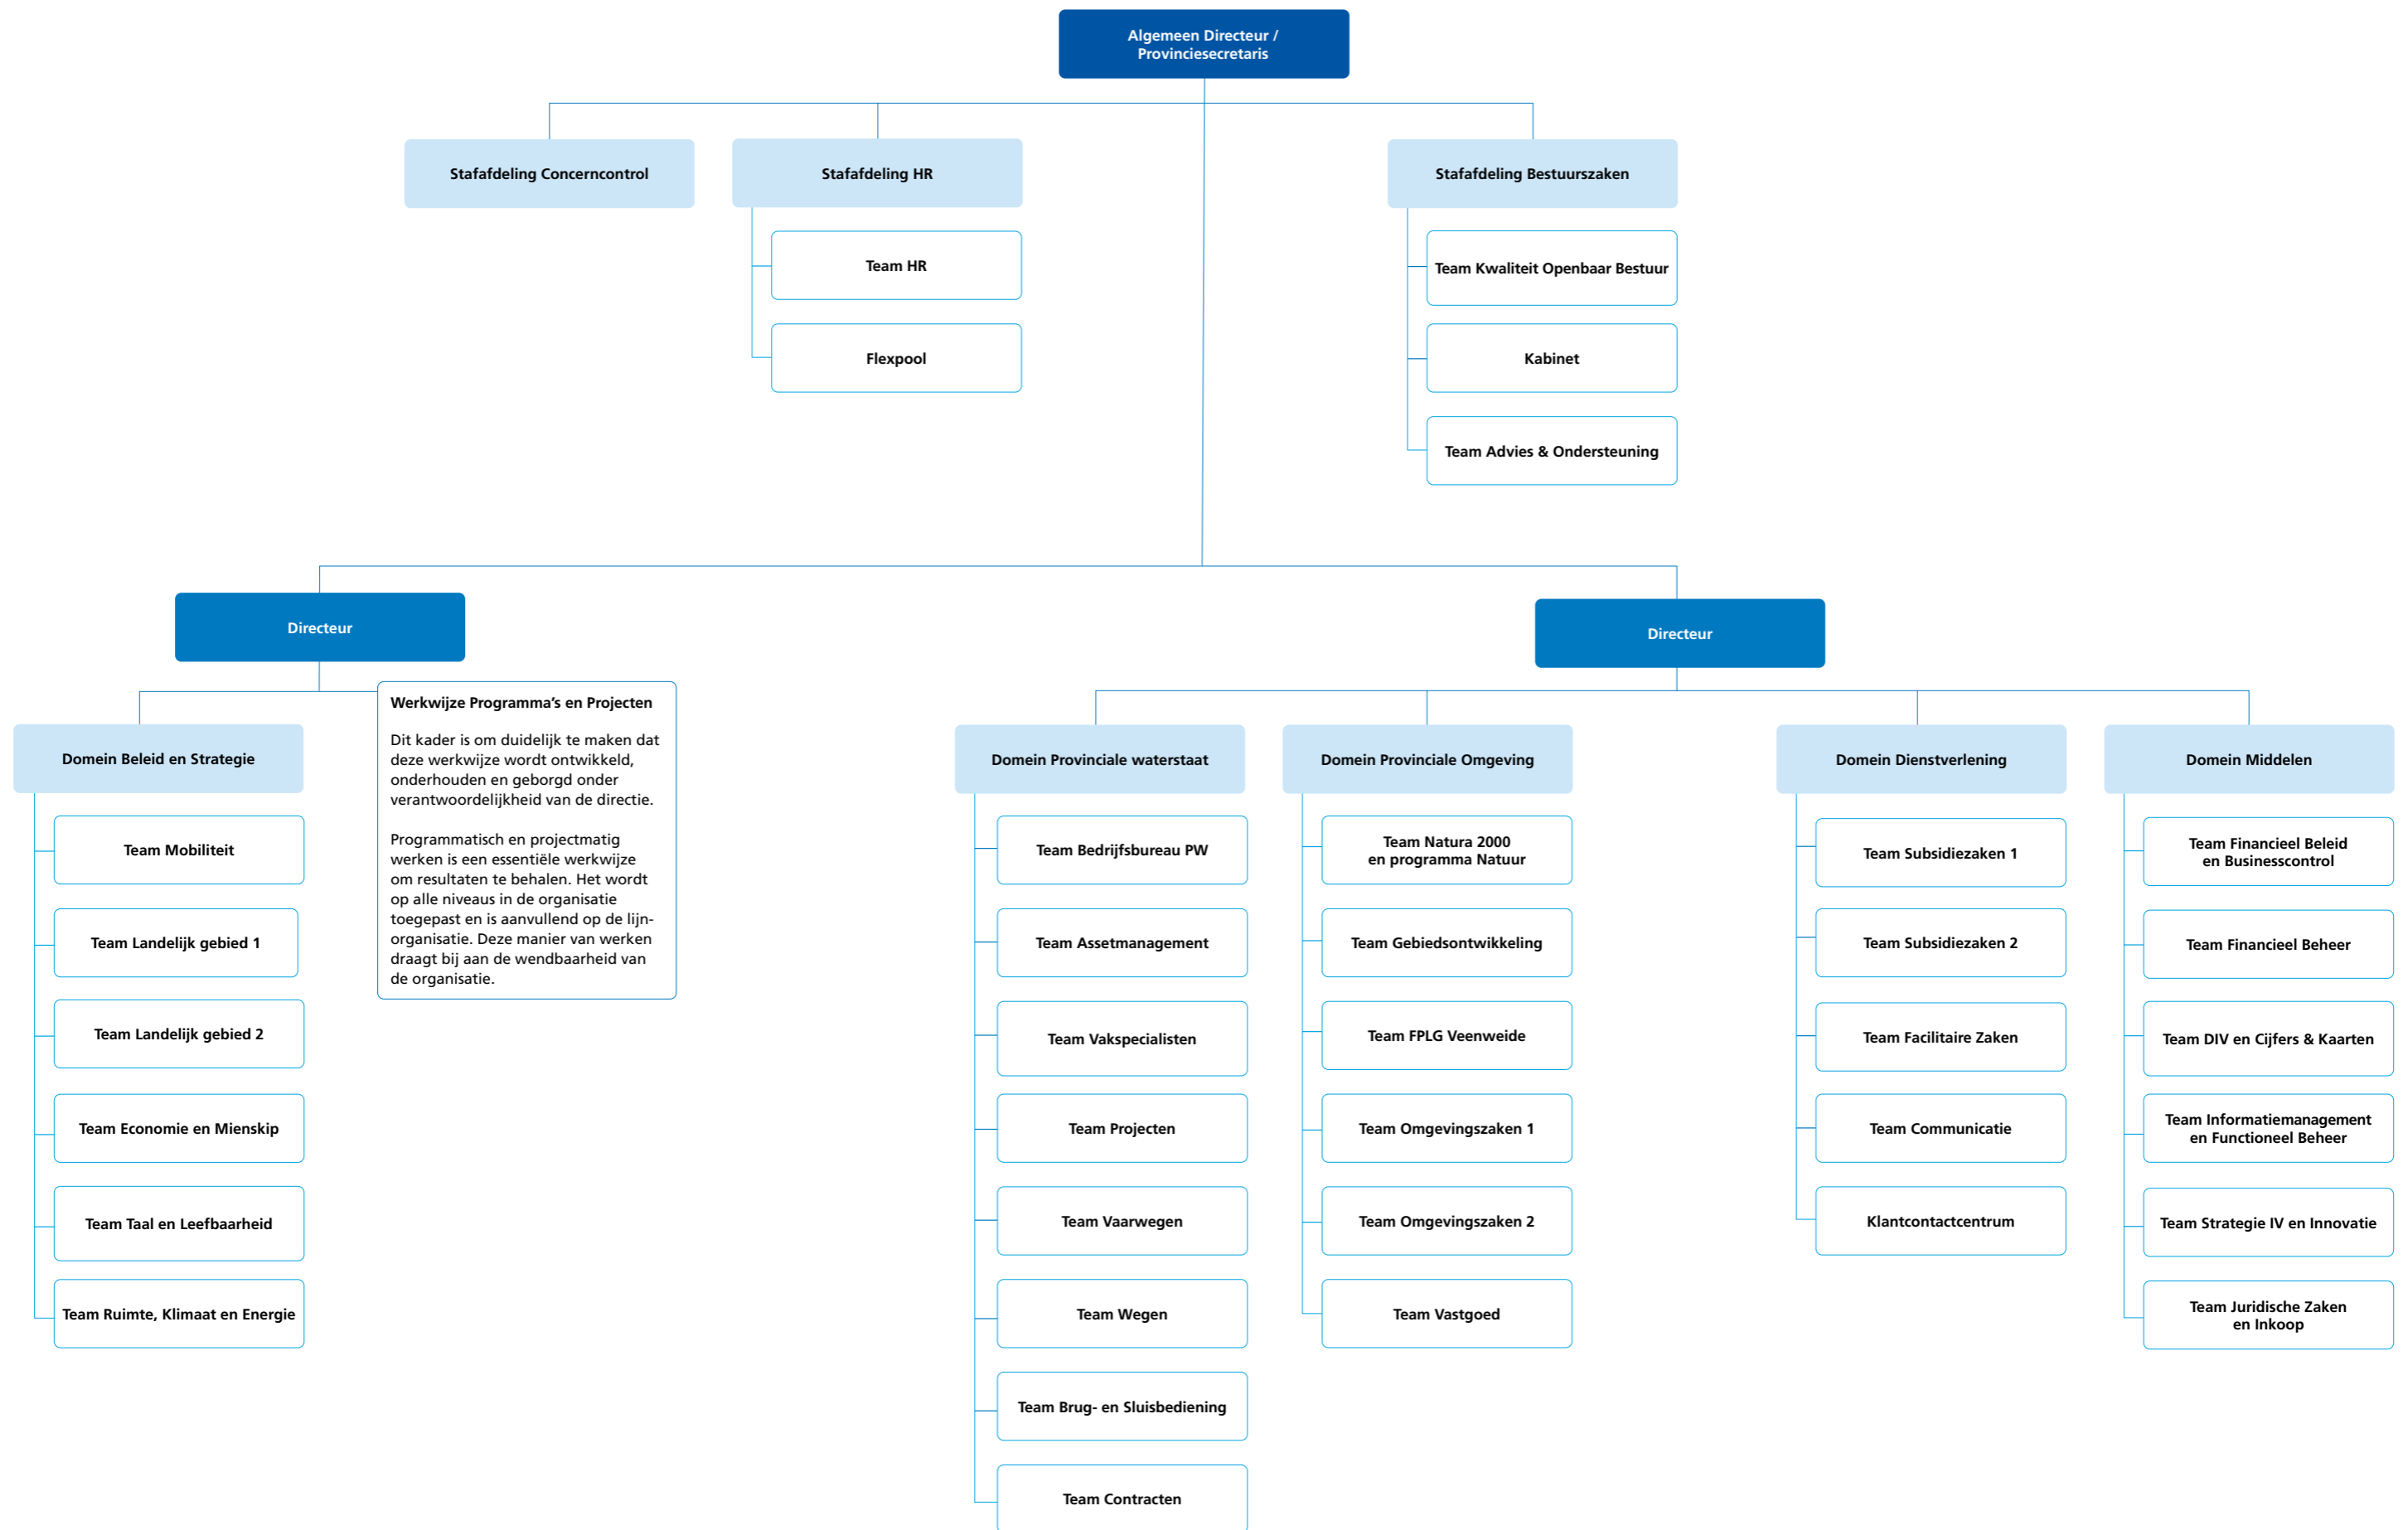 Algemeen Directeur /
Provinciesecretaris
Stafafdeling Concerncontrol
Stafafdeling HR
Team HR
Flexpool
Stafafdeling Bestuurszaken
Team Kwaliteit Openbaar Bestuur
Kabinet
Team Advies & Ondersteuning
Directeur
Werkwijze Programma’s en Projecten
Dit kader is om duidelijk te maken dat
deze werkwijze wordt ontwikkeld,
onderhouden en geborgd onder
verantwoordelijkheid van de directie.
Programmatisch en projectmatig
werken is een essentiële werkwijze
om resultaten te behalen. Het wordt
op alle niveaus in de organisatie
toegepast en is aanvullend op de lijn-
organisatie. Deze manier van werken
draagt bij aan de wendbaarheid van
de organisatie.
Domein Beleid en Strategie
Team Mobiliteit
Team Landelijk gebied 1
Team Landelijk gebied 2
Team Economie en Mienskip
Team Taal en Leefbaarheid
Team Ruimte, Klimaat en Energie
Directeur
Domein Provinciale waterstaat
Team Bedrijfsbureau PW
Team Assetmanagement
Team Vakspecialisten
Team Projecten
Team Vaarwegen
Team Wegen
Team Brug- en Sluisbediening
Team Contracten
Domein Provinciale Omgeving
Team Natura 2000
en programma Natuur
Team Gebiedsontwikkeling
Team FPLG Veenweide
Team Omgevingszaken 1
Team Omgevingszaken 2
Team Vastgoed
Domein Dienstverlening
Team Subsidiezaken 1
Team Subsidiezaken 2
Team Facilitaire Zaken
Team Communicatie
Klantcontactcentrum
Domein Middelen
Team Financieel Beleid
en Businesscontrol
Team Financieel Beheer
Team DIV en Cijfers & Kaarten
Team Informatiemanagement
en Functioneel Beheer
Team Strategie IV en Innovatie
Team Juridische Zaken
en Inkoop